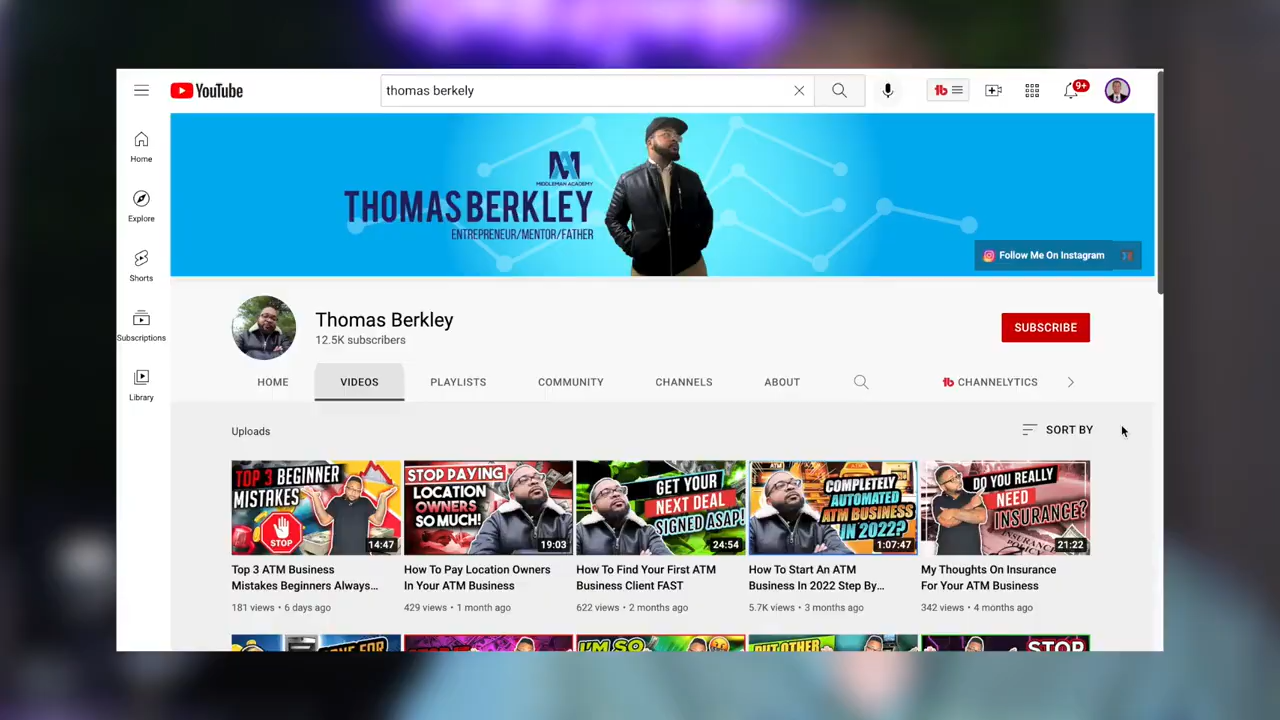 YouTube
thomas berkely
9+
Home
Explore
Shorts
Subscriptions
Library
MIDDLEMAN ACADEMY
THOMAS BERKLEY
ENTREPRENEUR/MENTOR/FATHER
Follow Me On Instagram
Thomas Berkley
12.5K subscribers
SUBSCRIBE
HOME
VIDEOS
PLAYLISTS
COMMUNITY
CHANNELS
ABOUT
CHANNELYTICS
Uploads
SORT BY
TOP 3 BEGINNER
MISTAKES
STOP
14:47
STOP PAYING
LOCATION
OWNERS
SO MUCH!
19:03
GET YOUR
NEXT DEAL
SIGNED ASAP!
24:54
ATM
COMPLETELY
AUTOMATED
ATM BUSINESS
IN 2022?
1:07:47
DO YOU REALLY
NEED
INSURANCE?
21:22
Top 3 ATM Business
Mistakes Beginners Always...
181 views • 6 days ago
How To Pay Location Owners
In Your ATM Business
429 views • 1 month ago
How To Find Your First ATM
Business Client FAST
622 views • 2 months ago
How To Start An ATM
Business In 2022 Step By...
5.7K views • 3 months ago
My Thoughts On Insurance
For Your ATM Business
342 views • 4 months ago
I'M SO
STOP